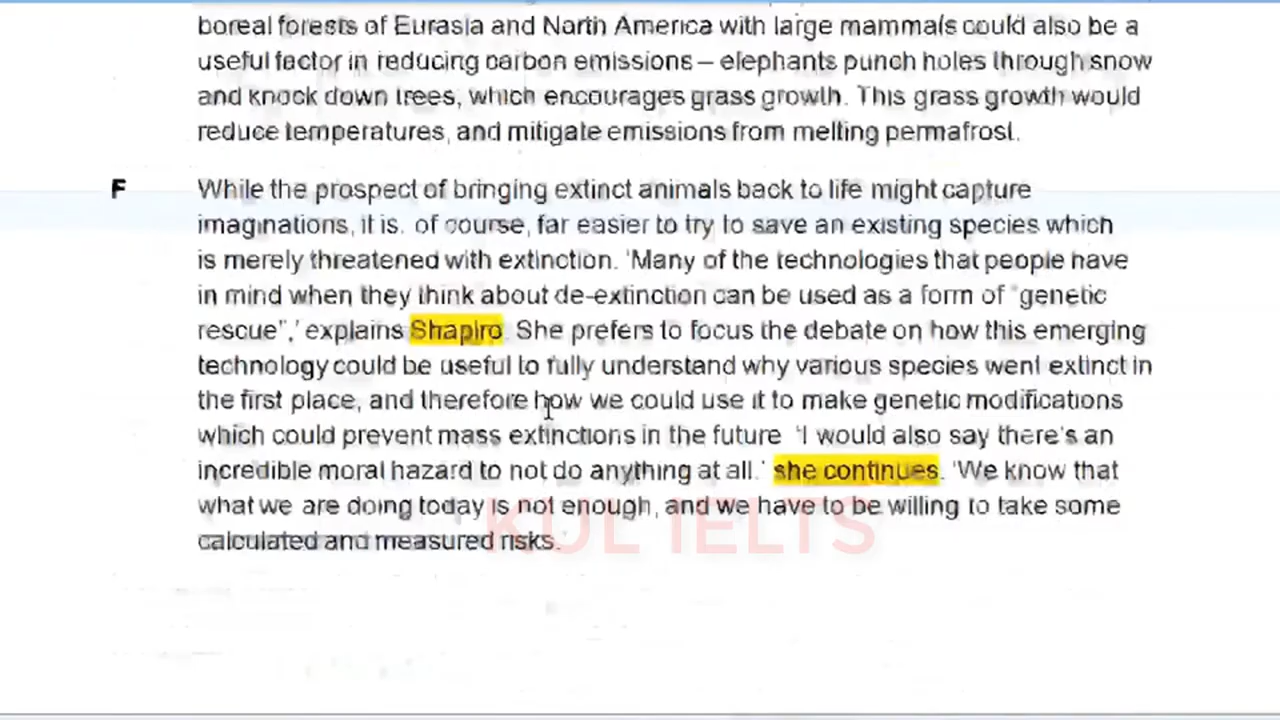 boreal forests of Eurasia and North America with large mammals could also be a
useful factor in reducing carbon emissions – elephants punch holes through snow
and knock down trees, which encourages grass growth. This grass growth would
reduce temperatures, and mitigate emissions from melting permafrost.
F While the prospect of bringing extinct animals back to life might capture
imaginations, it is, of course, far easier to try to save an existing species which
is merely threatened with extinction. 'Many of the technologies that people have
in mind when they think about de-extinction can be used as a form of "genetic
rescue",' explains Shapiro. She prefers to focus the debate on how this emerging
technology could be useful to fully understand why various species went extinct in
the first place, and therefore how we could use it to make genetic modifications
which could prevent mass extinctions in the future 'I would also say there's an
incredible moral hazard to not do anything at all.' she continues. 'We know that
what we are doing today is not enough, and we have to be willing to take some
calculated and measured risks.'
KUL IELTS